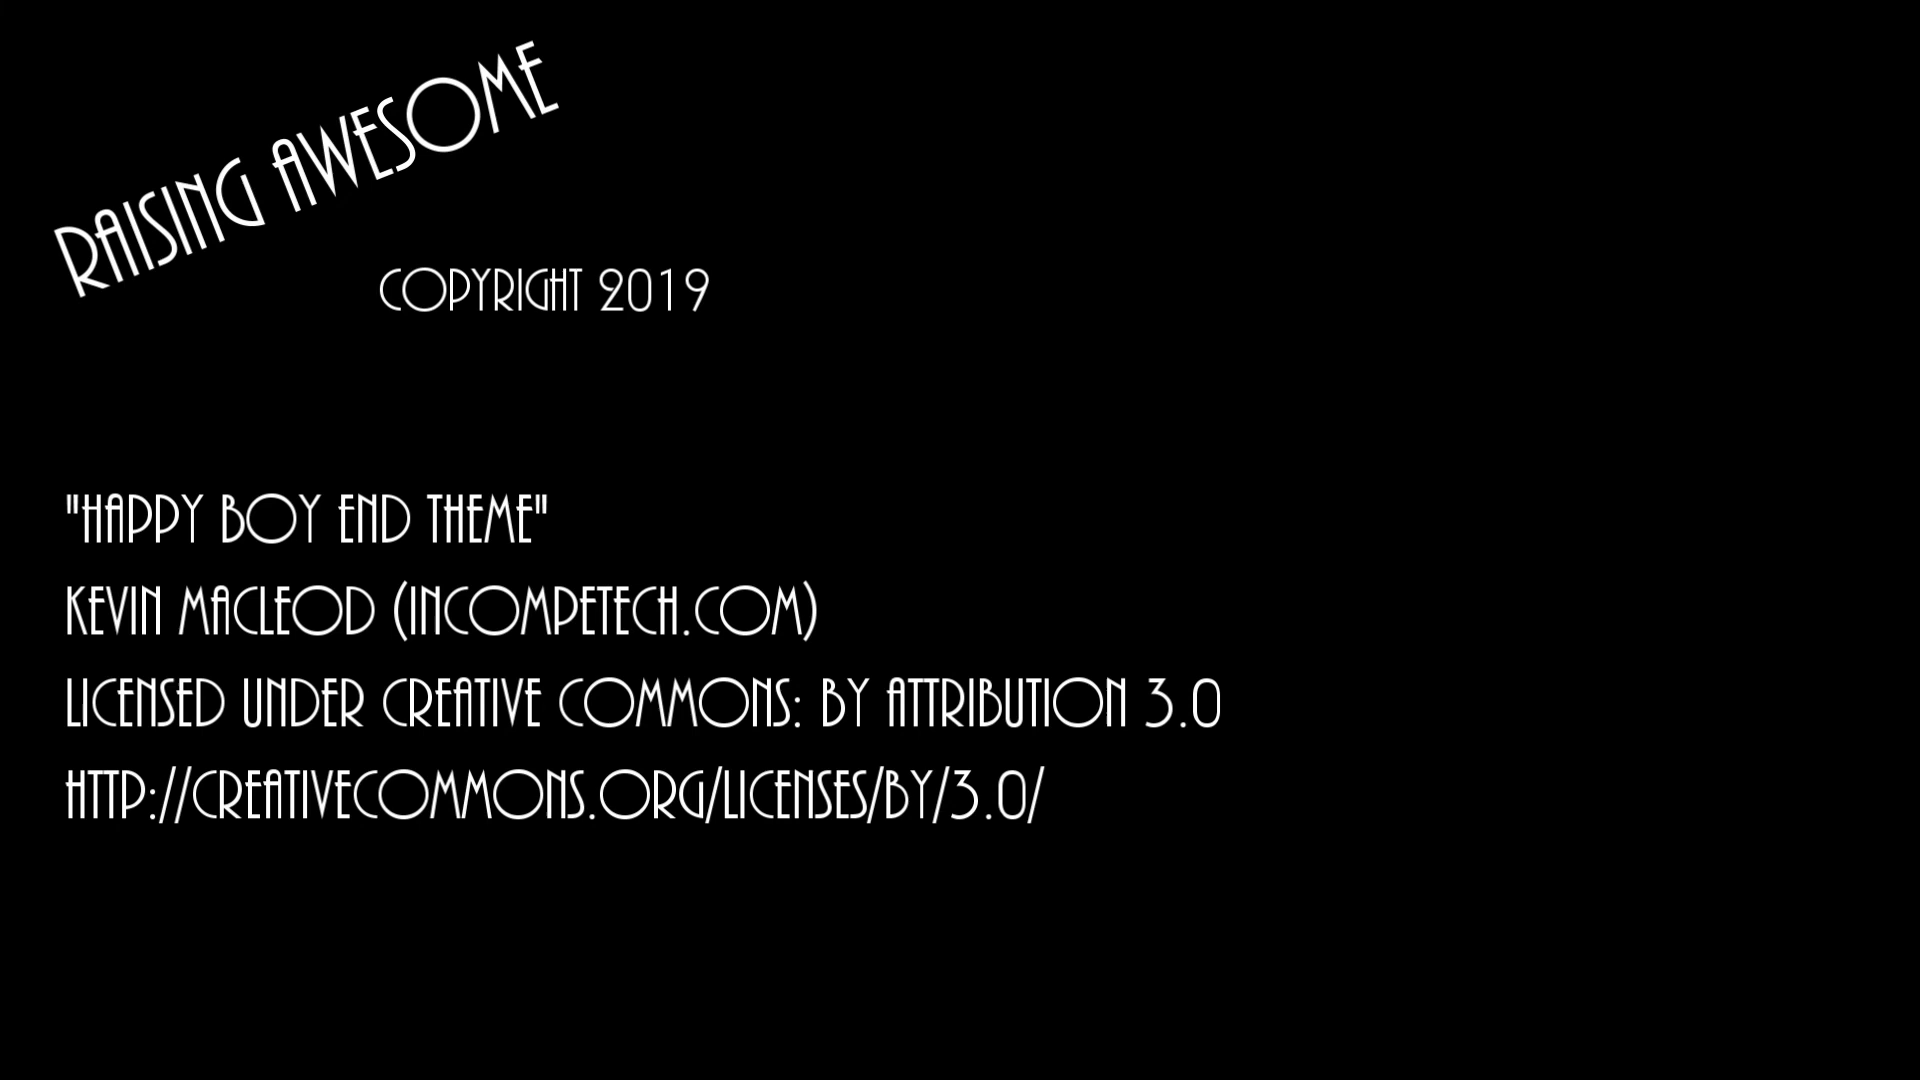 RAISING AWESOME
COPYRIGHT 2019
"HAPPY BOY END THEME"
KEVIN MACLEOD (INCOMPETECH.COM)
LICENSED UNDER CREATIVE COMMONS: BY ATTRIBUTION 3.0
HTTP://CREATIVECOMMONS.ORG/LICENSES/BY/3.0/